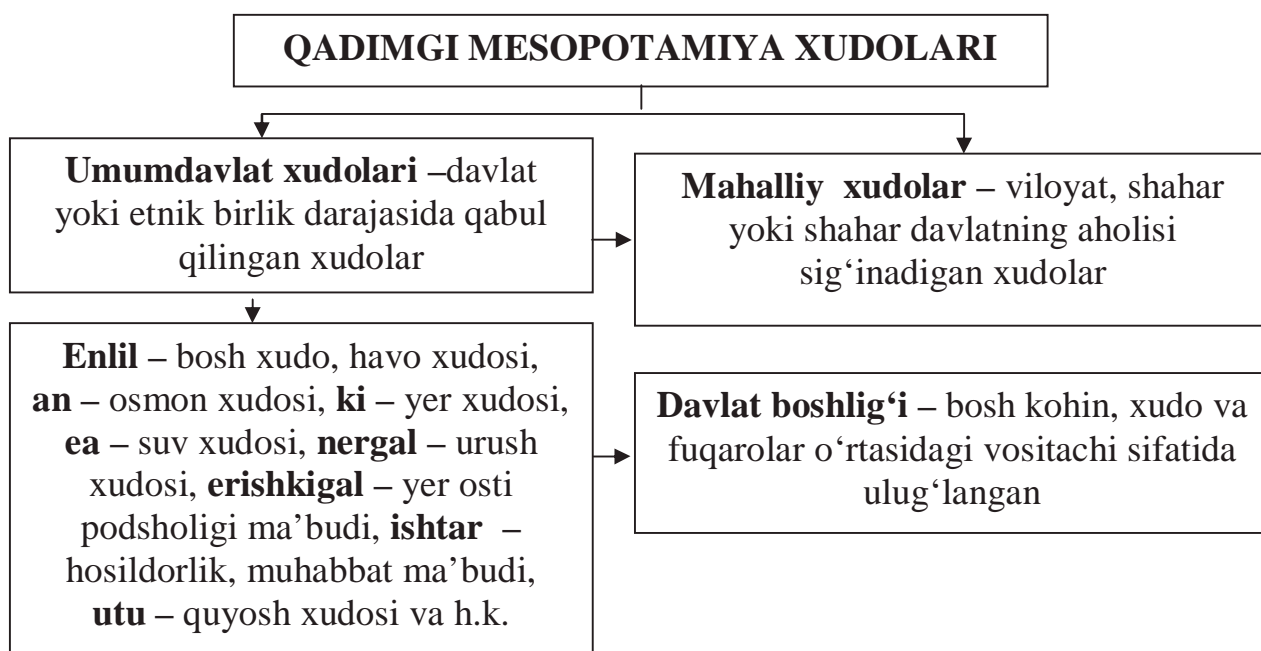 QADIMGI MESOPOTAMIYA XUDOLARI
Umumdavlat xudolari –davlat
yoki etnik birlik darajasida qabul
qilingan xudolar
Mahalliy xudolar – viloyat, shahar
yoki shahar davlatning aholisi
sig‘inadigan xudolar
Enlil – bosh xudo, havo xudosi,
an – osmon xudosi, ki – yer xudosi,
ea – suv xudosi, nergal – urush
xudosi, erishkigal – yer osti
podsholigi ma’budi, ishtar –
hosildorlik, muhabbat ma’budi,
utu – quyosh xudosi va h.k.
Davlat boshlig‘i – bosh kohin, xudo va
fuqarolar o‘rtasidagi vositachi sifatida
ulug‘langan